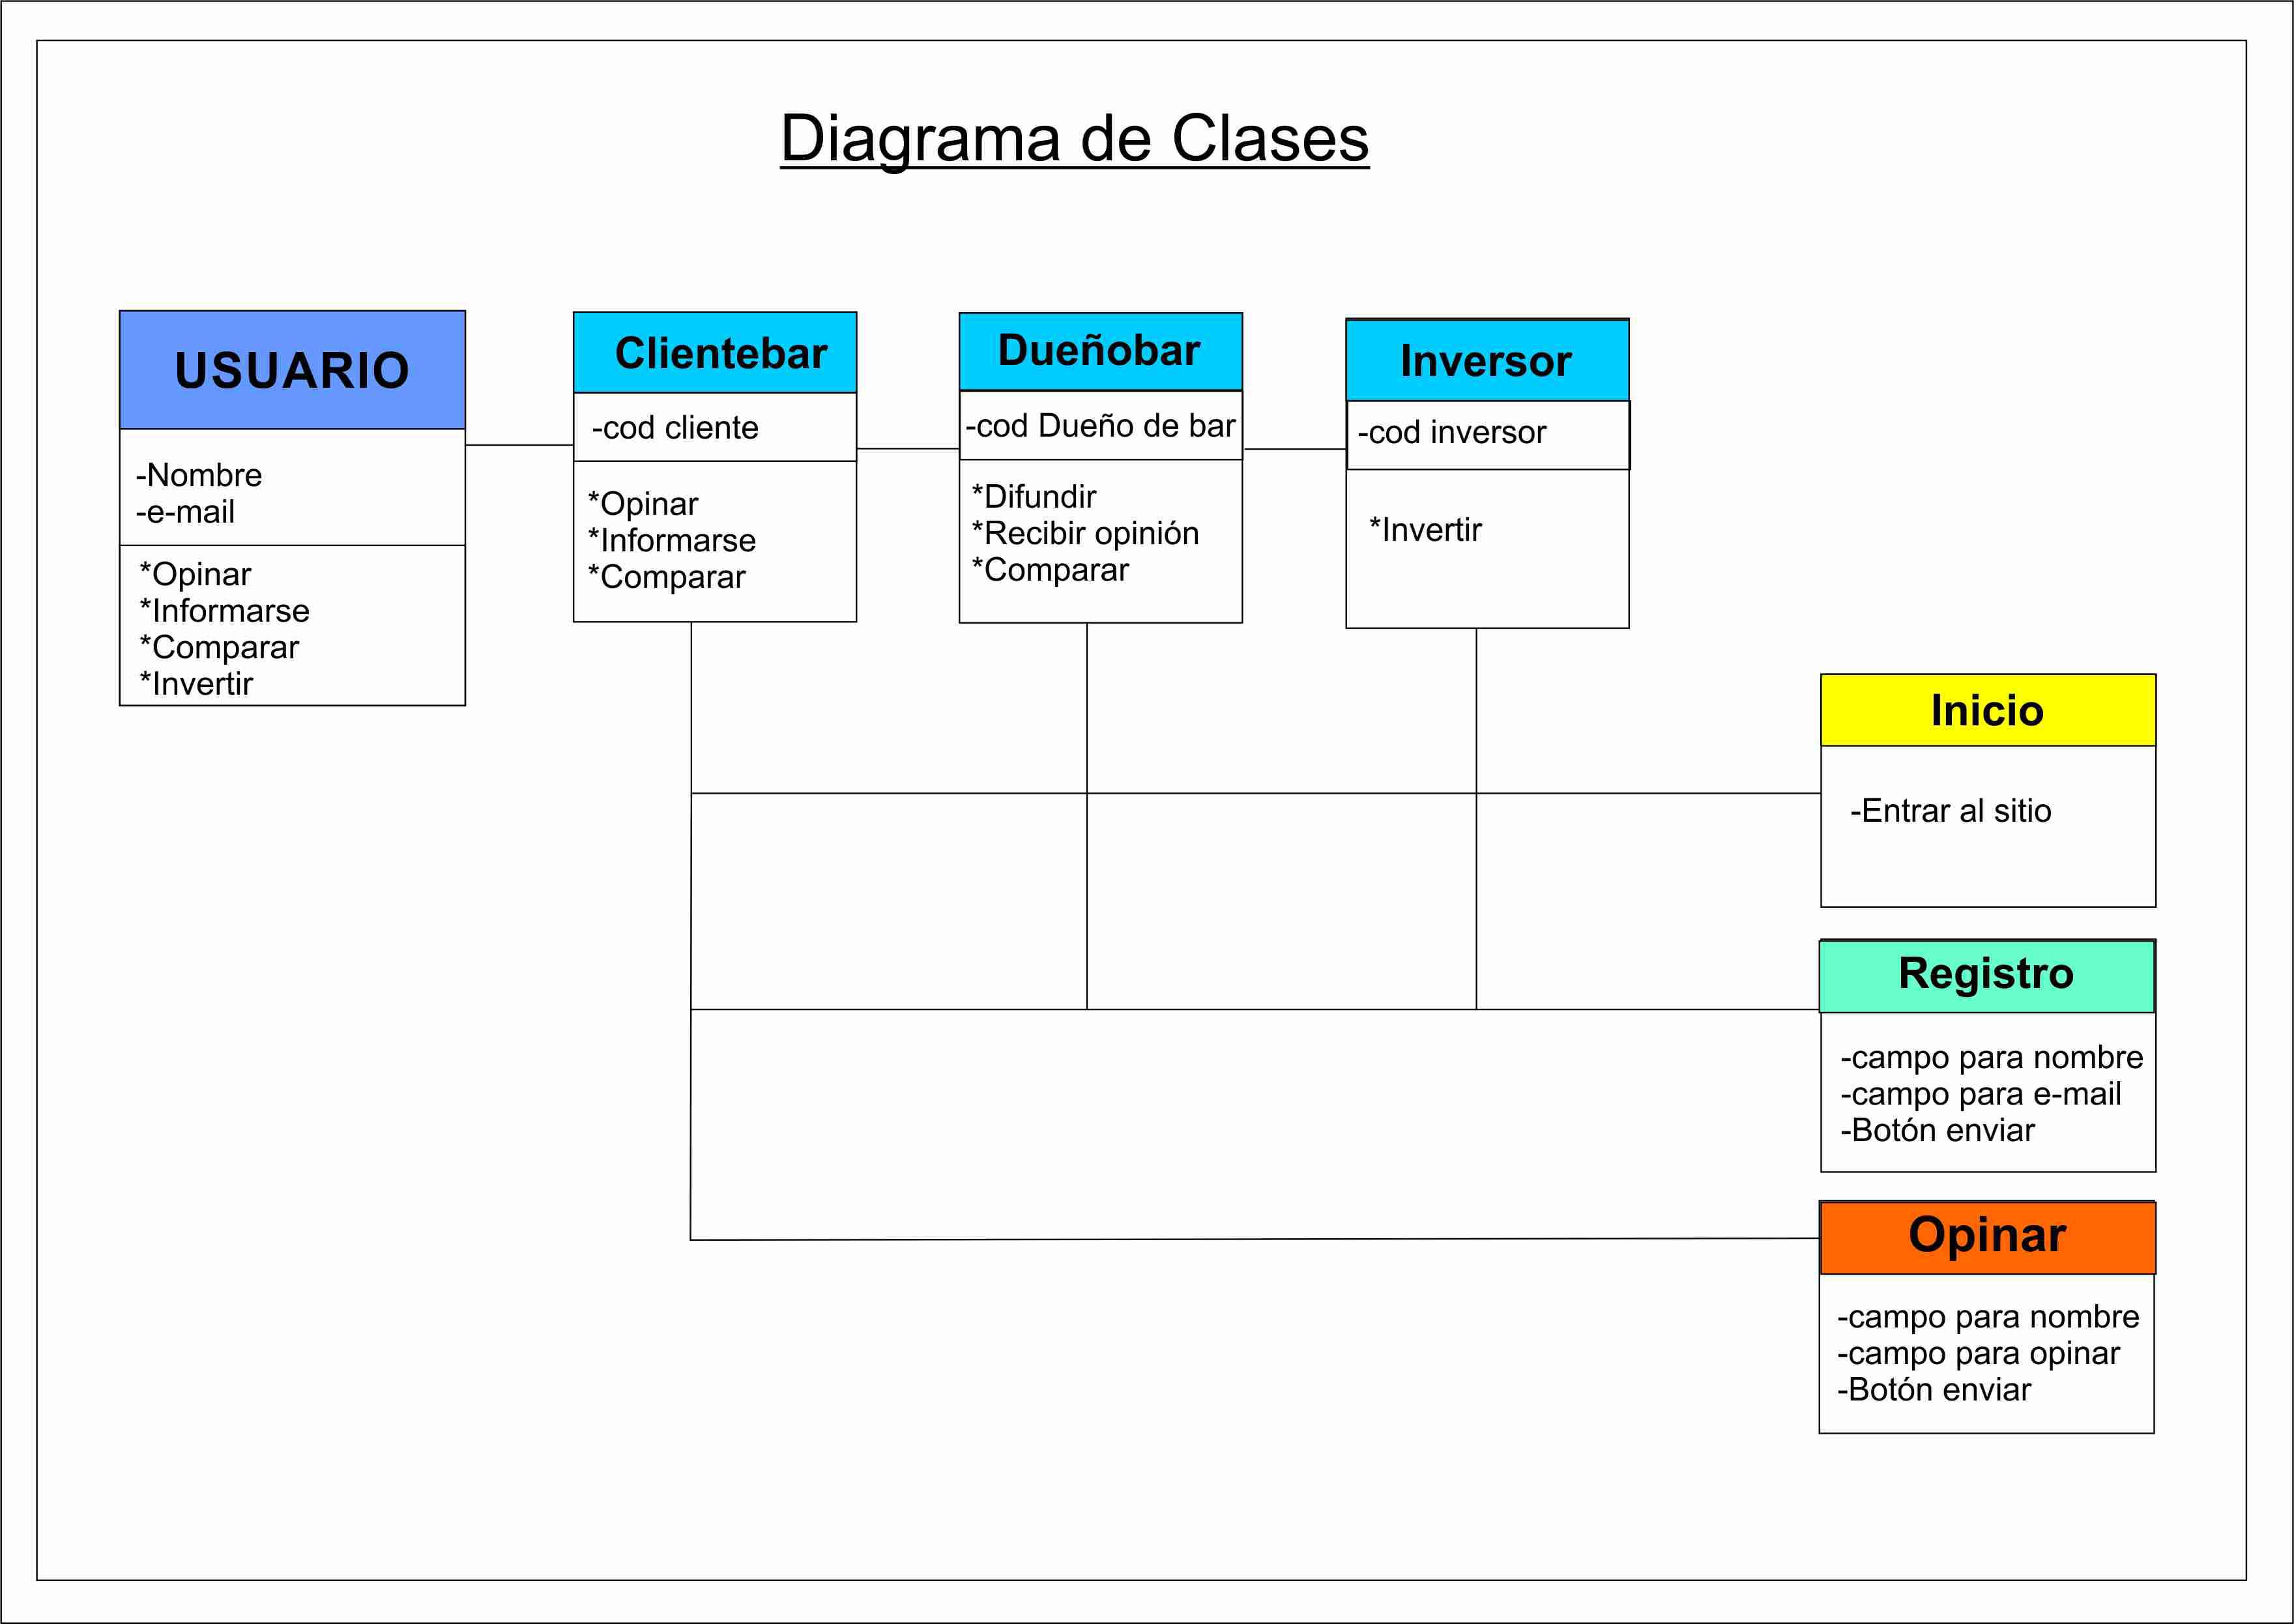 Diagrama de Clases
USUARIO
-Nombre
-e-mail
*Opinar
*Informarse
*Comparar
*Invertir
Clientebar
-cod cliente
*Opinar
*Informarse
*Comparar
Dueñobar
-cod Dueño de bar
*Difundir
*Recibir opinión
*Comparar
Inversor
-cod inversor
*Invertir
Inicio
-Entrar al sitio
Registro
-campo para nombre
-campo para e-mail
-Botón enviar
Opinar
-campo para nombre
-campo para opinar
-Botón enviar